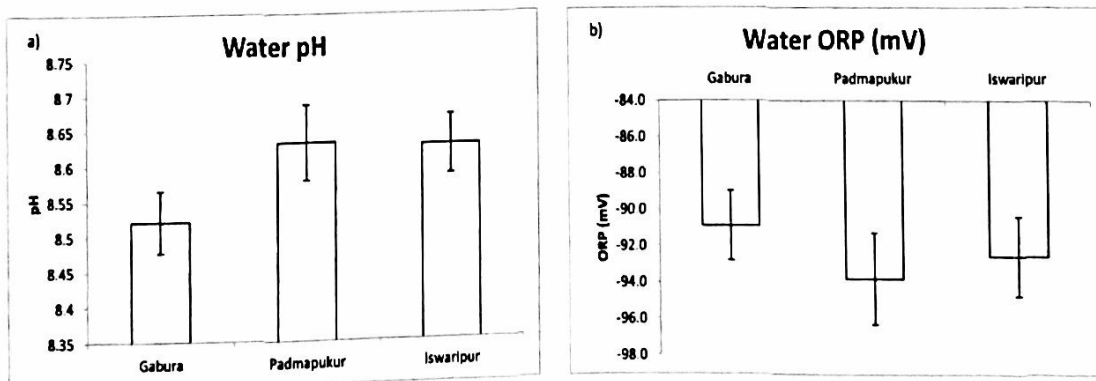 a)
Water pH
8.75
8.7
8.65
8.6
8.55
8.5
8.45
8.4
8.35
pH
Gabura
Padmapukur
Iswaripur
b)
Water ORP (mV)
Gabura
Padmapukur
Iswaripur
-84.0
-86.0
-88.0
-90.0
-92.0
-94.0
-96.0
-98.0
ORP (mV)